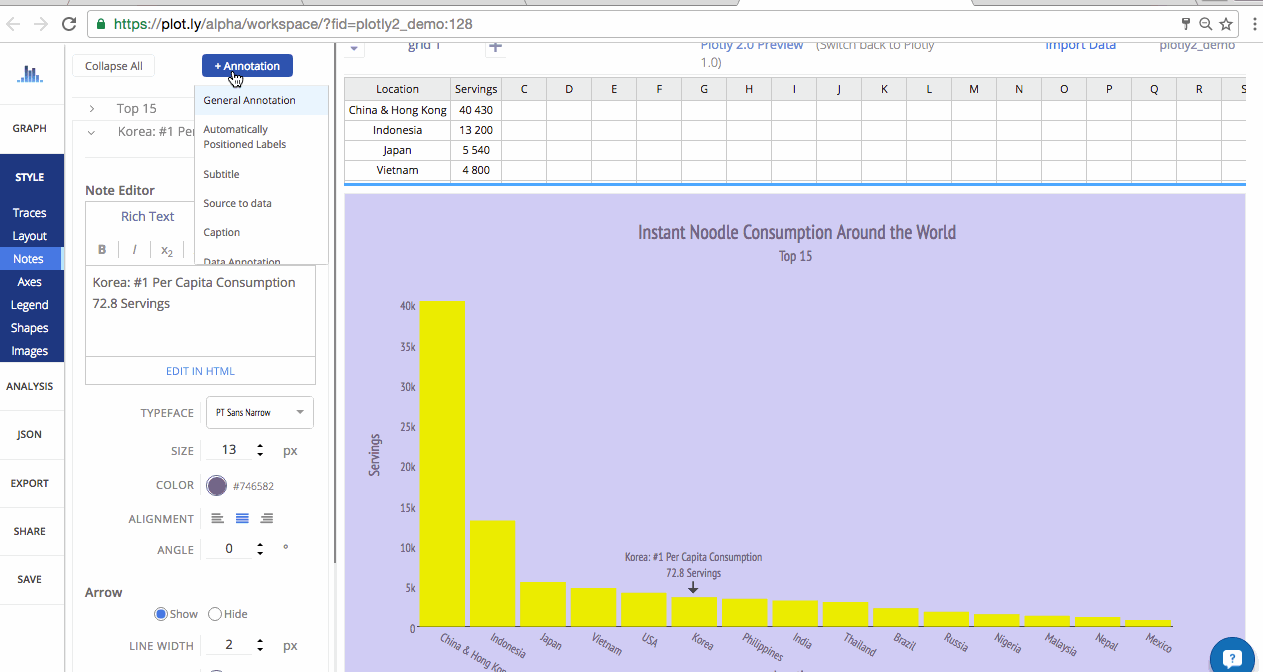 https://plot.ly/alpha/workspace/?fid=plotly2_demo:128
Collapse All
+ Annotation
General Annotation
Automatically
Positioned Labels
Subtitle
Source to data
Caption
Data Annotation
Top 15
Korea: #1 Per
GRAPH
STYLE
Traces
Layout
Notes
Axes
Legend
Shapes
Images
ANALYSIS
JSON
EXPORT
SHARE
SAVE
Note Editor
Rich Text
B I x2
Korea: #1 Per Capita Consumption
72.8 Servings
EDIT IN HTML
TYPEFACE PT Sans Narrow
SIZE 13 px
COLOR #746582
ALIGNMENT
ANGLE 0 °
Arrow
Show Hide
LINE WIDTH 2 px
grid 1 +
Plotly 2.0 Preview (Switch back to Plotly
1.0)
Import Data
plotly2_demo
Location Servings C D E F G H I J K L M N O P Q R S
China & Hong Kong 40 430
Indonesia 13 200
Japan 5 540
Vietnam 4 800
Instant Noodle Consumption Around the World
Top 15
40k
35k
30k
25k
20k
15k
10k
5k
0
Servings
Korea: #1 Per Capita Consumption
72.8 Servings
China & Hong Kong
Indonesia
Japan
Vietnam
USA
Korea
Philippines
India
Thailand
Brazil
Russia
Nigeria
Malaysia
Nepal
Mexico